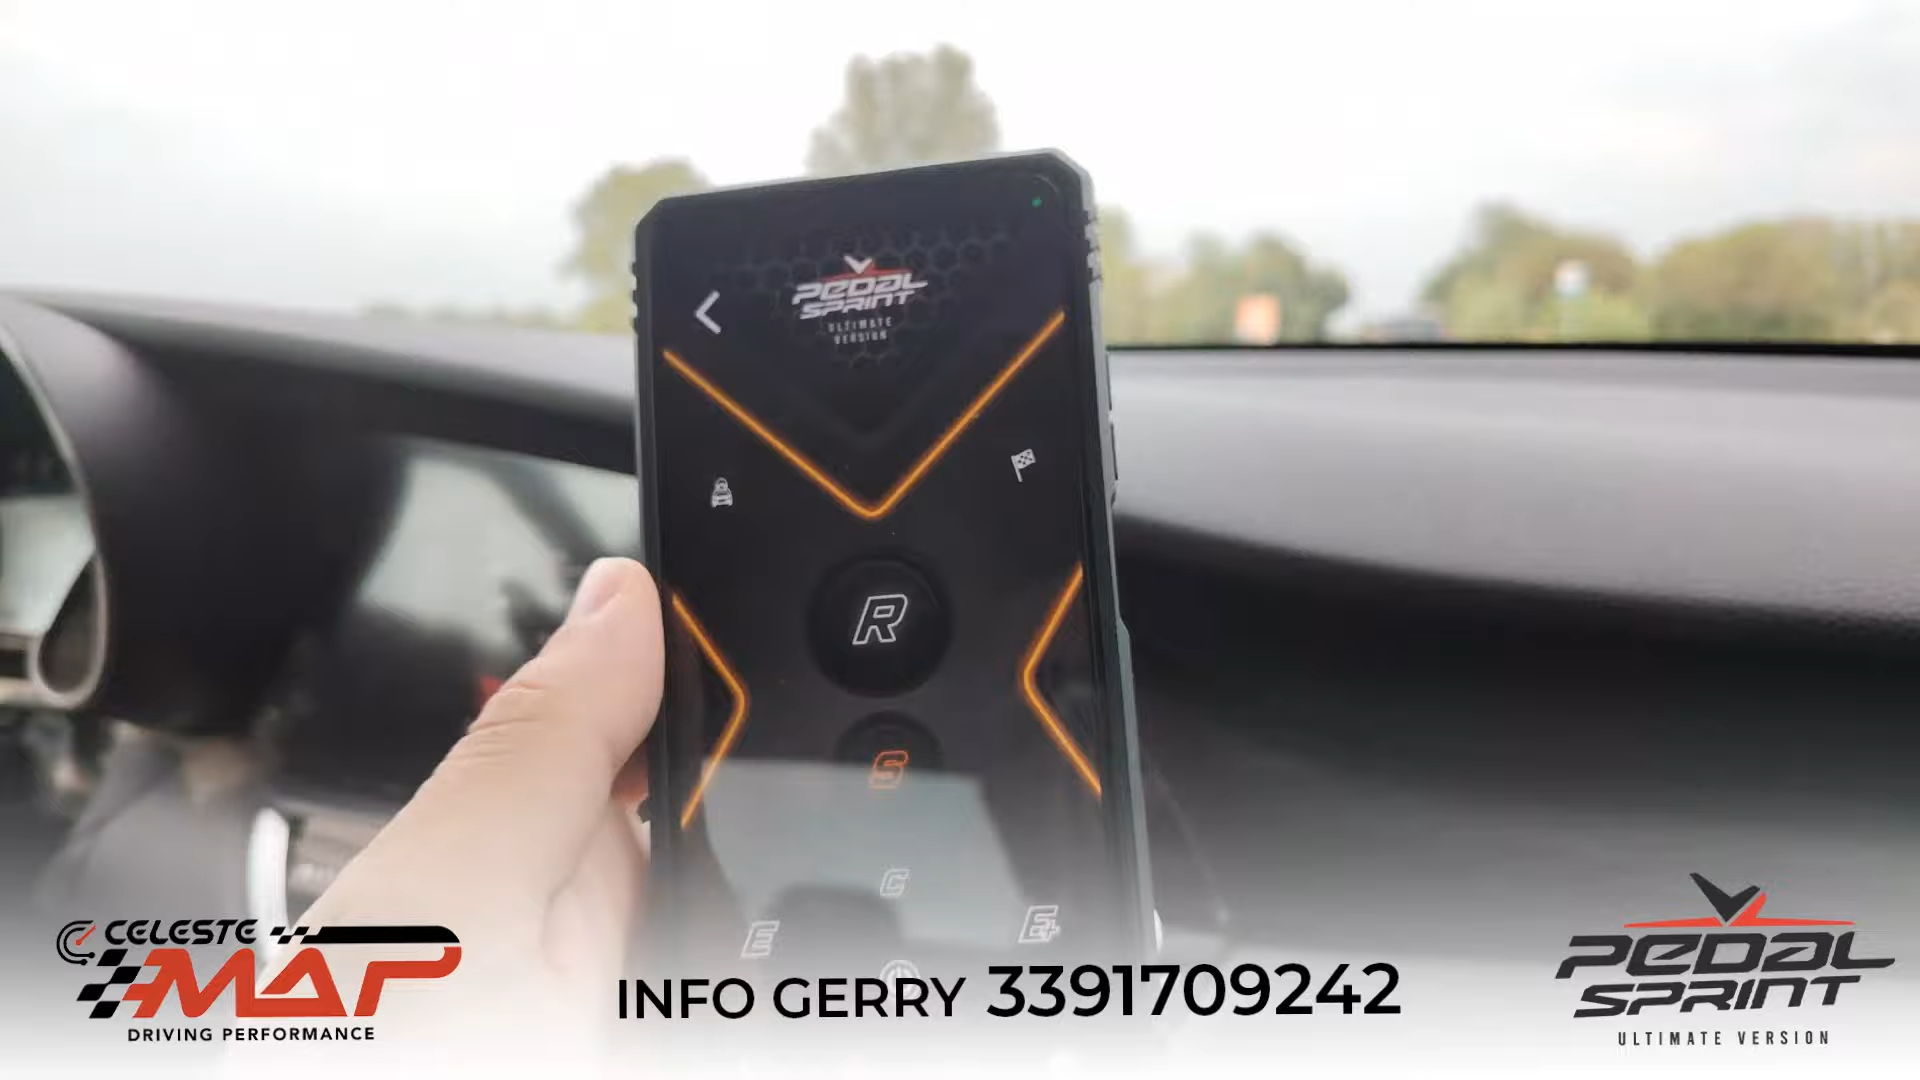 PEDAL
SPRINT
ULTIMATE
VERSION
R
S
C
E
E+
CELESTE
MAP
DRIVING PERFORMANCE
INFO GERRY 3391709242
PEDAL
SPRINT
ULTIMATE VERSION